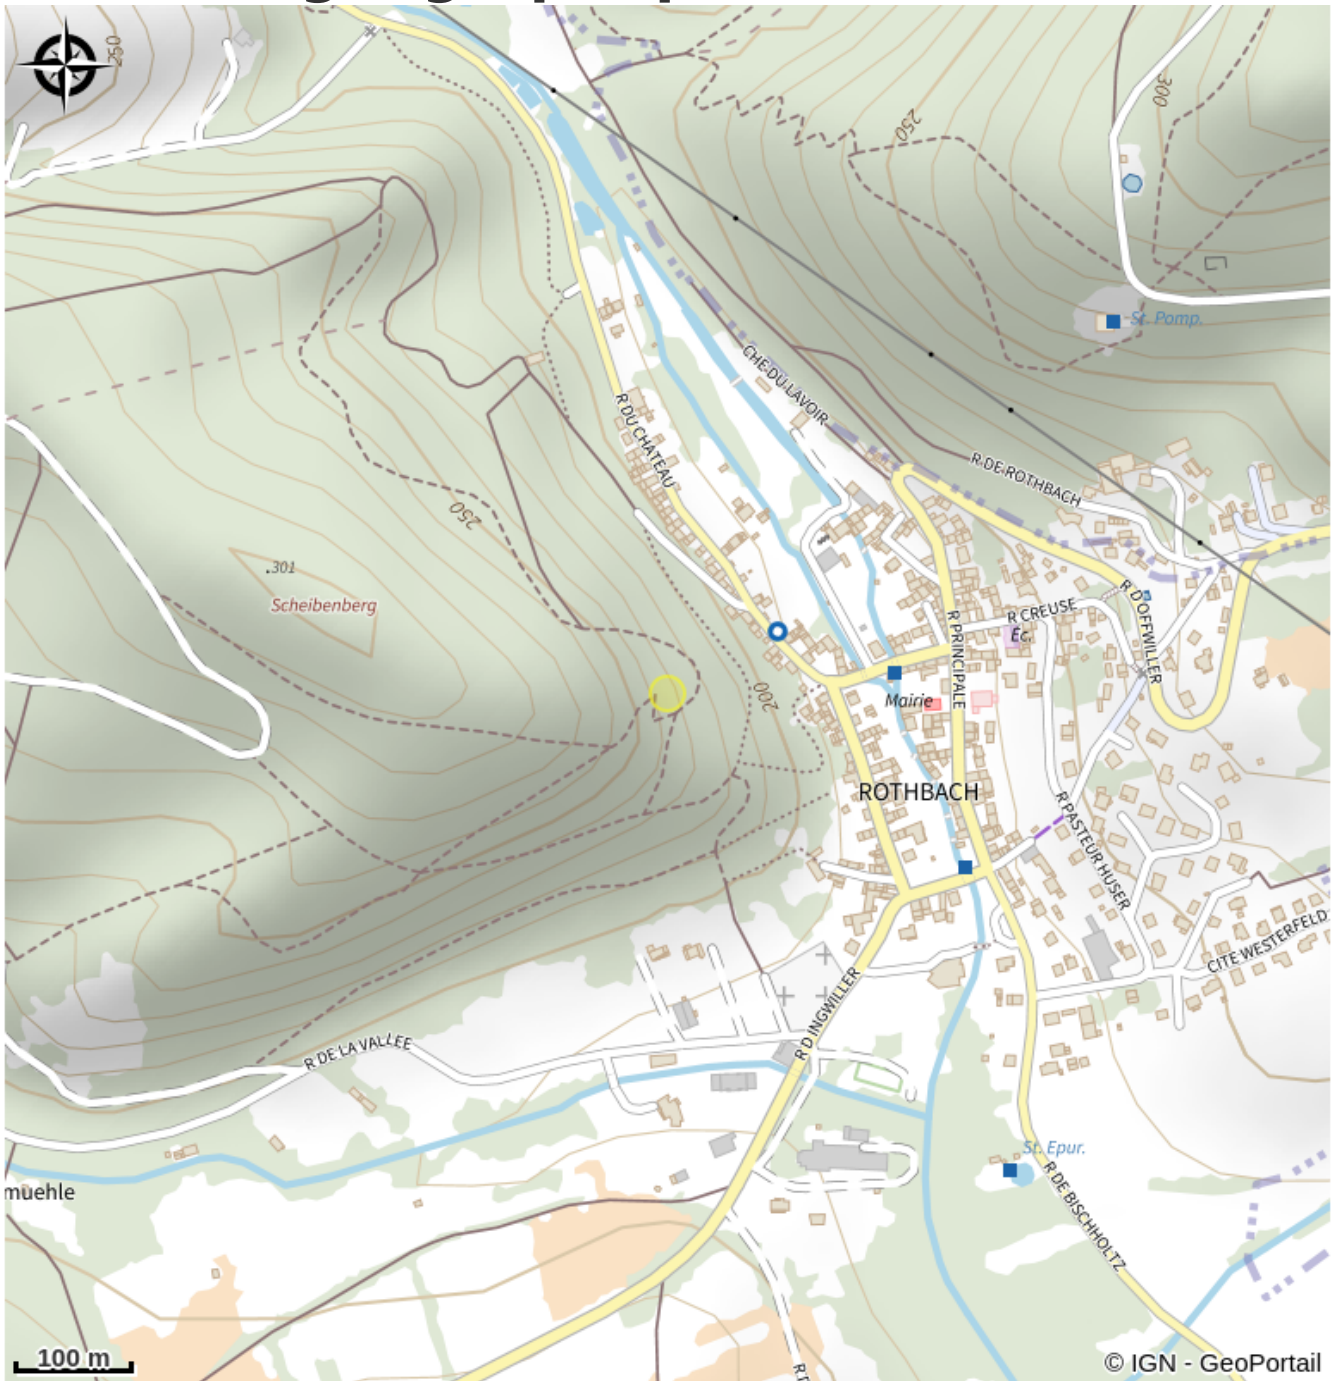 250
300
250
St. Pomp.
CHE DU LAVOIR
R DU CHATEAU
R DE ROTHBACH
250
.301
Scheibenberg
R D'OFFWILLER
R CREUSE
Ec.
R PRINCIPALE
200
Mairie
ROTHBACH
R PASTEUR HUSER
CITE WESTERFELD
R D INGWILLER
R DE LA VALLEE
St. Epur.
muehle
R DE BISCHHOLTZ
100 m
© IGN - GeoPortail